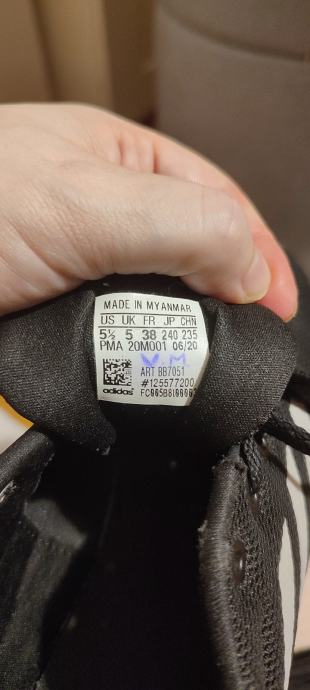 MADE IN MYANMAR
US UK FR JP CHN
5½ 5 38 240 235
PMA 20M001 06/20
V.M
ART BB7051
#125577200
adidas